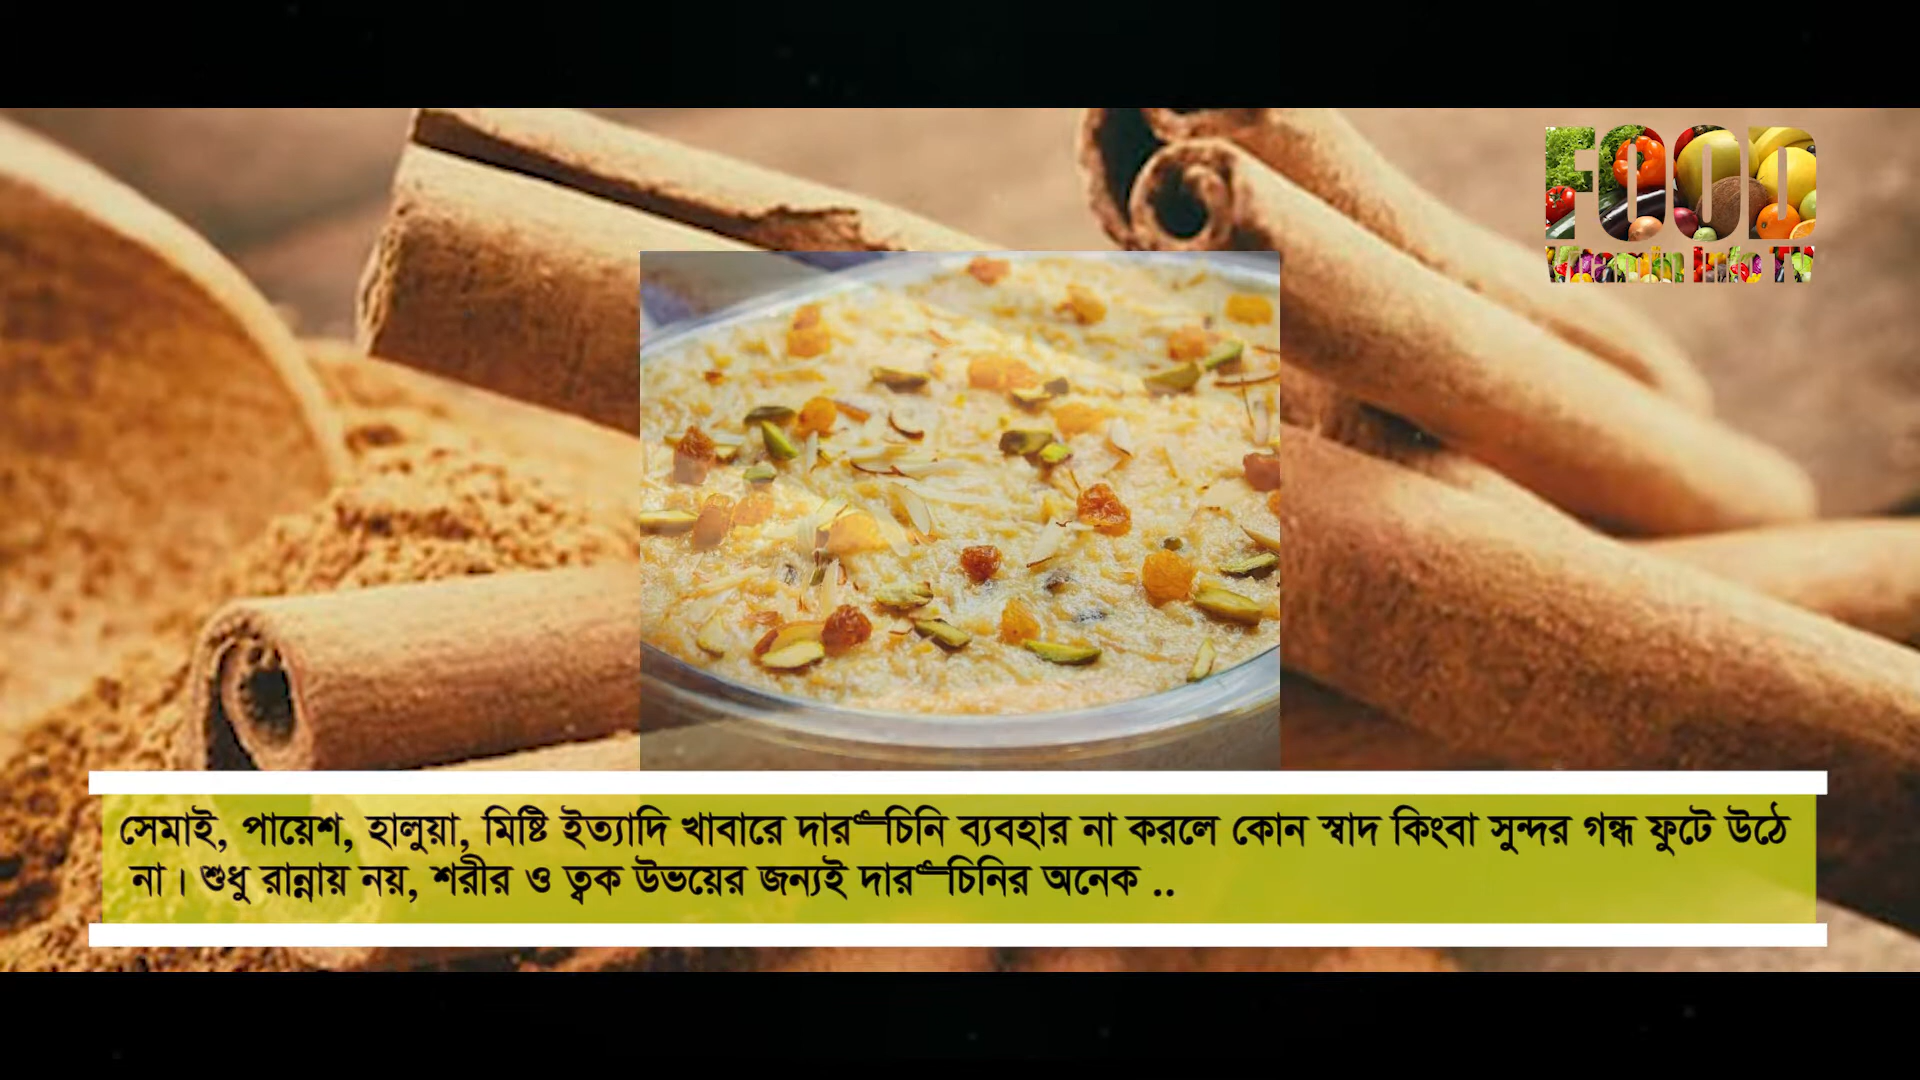 FOOD
Vitamin Info TV
সেমাই, পায়েশ, হালুয়া, মিষ্টি ইত্যাদি খাবারে দারুচিনি ব্যবহার না করলে কোন স্বাদ কিংবা সুন্দর গন্ধ ফুটে উঠে
না। শুধু রান্নায় নয়, শরীর ও ত্বক উভয়ের জন্যই দারুচিনির অনেক ..